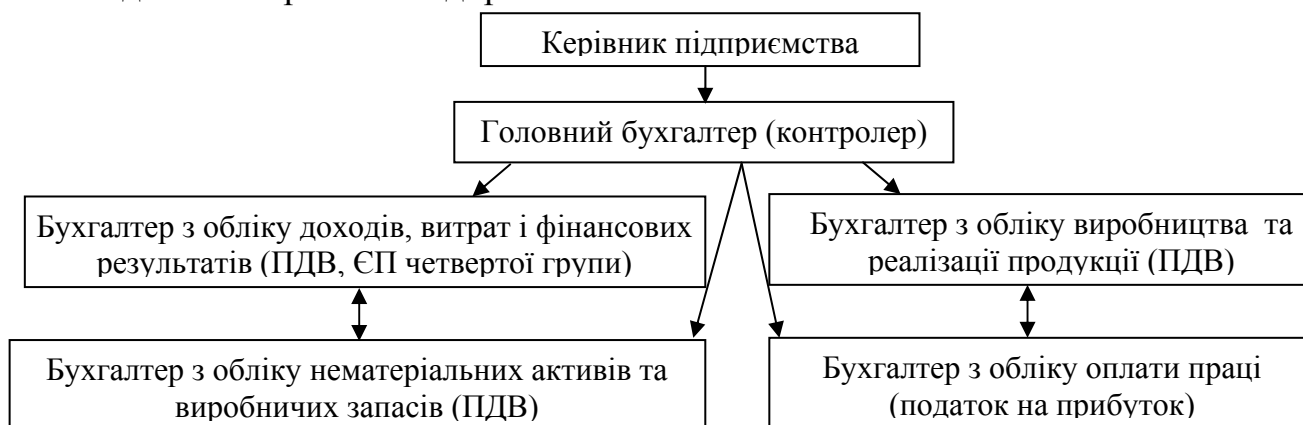 Керівник підприємства
Головний бухгалтер (контролер)
Бухгалтер з обліку доходів, витрат і фінансових
результатів (ПДВ, ЄП четвертої групи)
Бухгалтер з обліку виробництва та
реалізації продукції (ПДВ)
Бухгалтер з обліку нематеріальних активів та
виробничих запасів (ПДВ)
Бухгалтер з обліку оплати праці
(податок на прибуток)